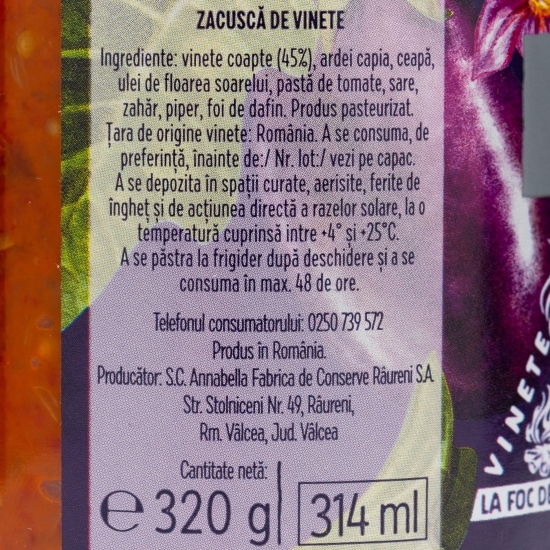 ZACUSCĂ DE VINETE
Ingrediente: vinete coapte (45%), ardei capia, ceapă,
ulei de floarea soarelui, pastă de tomate, sare,
zahăr, piper, foi de dafin. Produs pasteurizat.
Țara de origine vinete: România. A se consuma, de
preferință, înainte de:/ Nr. lot:/ vezi pe capac.
A se depozita în spații curate, aerisite, ferite de
îngheț și de acțiunea directă a razelor solare, la o
temperatură cuprinsă intre +4° și +25°C.
A se păstra la frigider după deschidere și a se
consuma în max. 48 de ore.
Telefonul consumatorului: 0250 739 572
Produs în România.
Producător: S.C. Annabella Fabrica de Conserve Râureni S.A.
Str. Stolniceni Nr. 49, Râureni,
Rm. Vâlcea, Jud. Vâlcea
Cantitate netă:
℮ 320 g 314 ml
VINETE
LA FOC DE